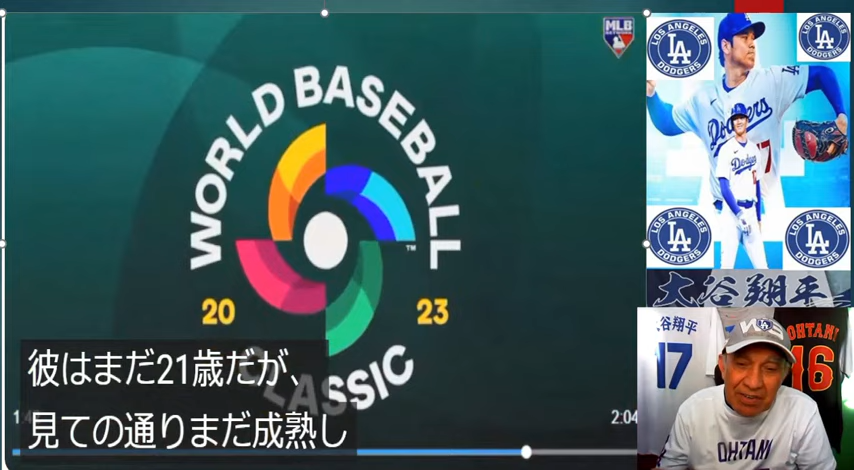 MLB
NETWORK
WORLD BASEBALL
20 23
CLASSIC
TM
彼はまだ21歳だが、
見ての通りまだ成熟し
2:04
LOS ANGELES
LA
DODGERS
LOS ANGELES
LA
DODGERS
Dodgers
17
Dodgers
LOS ANGELES
LA
DODGERS
LOS ANGELES
LA
DODGERS
大谷翔平
谷翔平
17
OHTANI
16
LA
OHTANI